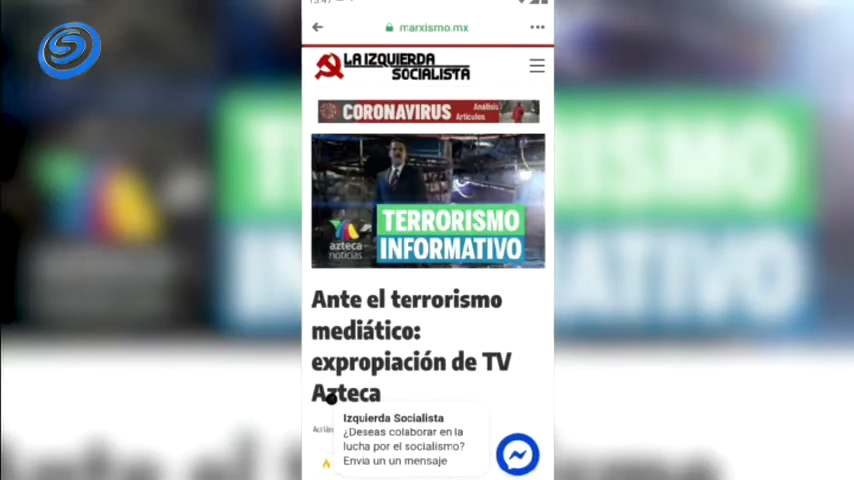 marxismo.mx
LA IZQUIERDA
SOCIALISTA
CORONAVIRUS
Análisis
Artículos
TERRORISMO
INFORMATIVO
azteca
noticias
Ante el terrorismo
mediático:
expropiación de TV
Azteca
Izquierda Socialista
¿Deseas colaborar en la
lucha por el socialismo?
Envia un un mensaje